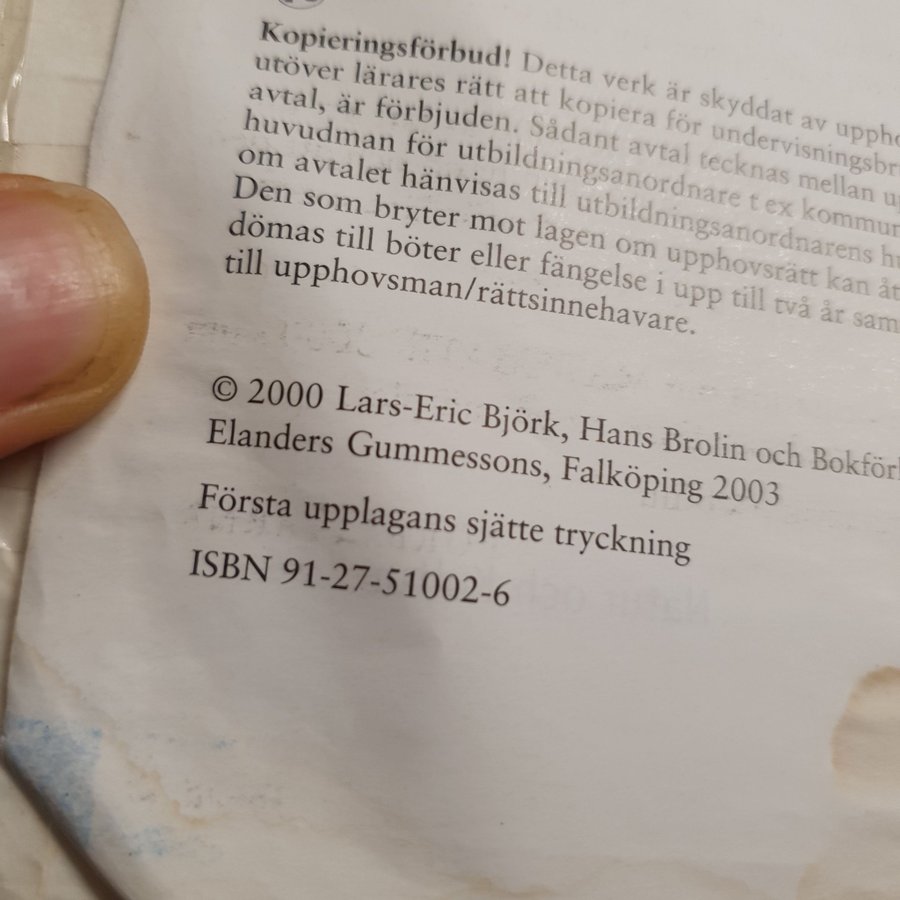 Kopieringsförbud! Detta verk är skyddat av
utöver lärares rätt att kopiera för
avtal, är förbjuden. Sådant avtal tecknas mellan
huvudman för utbildningsanordnare t ex
om avtalet hänvisas till utbildningsanordnarens
Den som bryter mot lagen om upphovsrätt kan
dömas till böter eller fängelse i upp till två år
till upphovsman/rättsinnehavare.
© 2000 Lars-Eric Björk, Hans Brolin och
Elanders Gummessons, Falköping 2003
Första upplagans sjätte tryckning
ISBN 91-27-51002-6